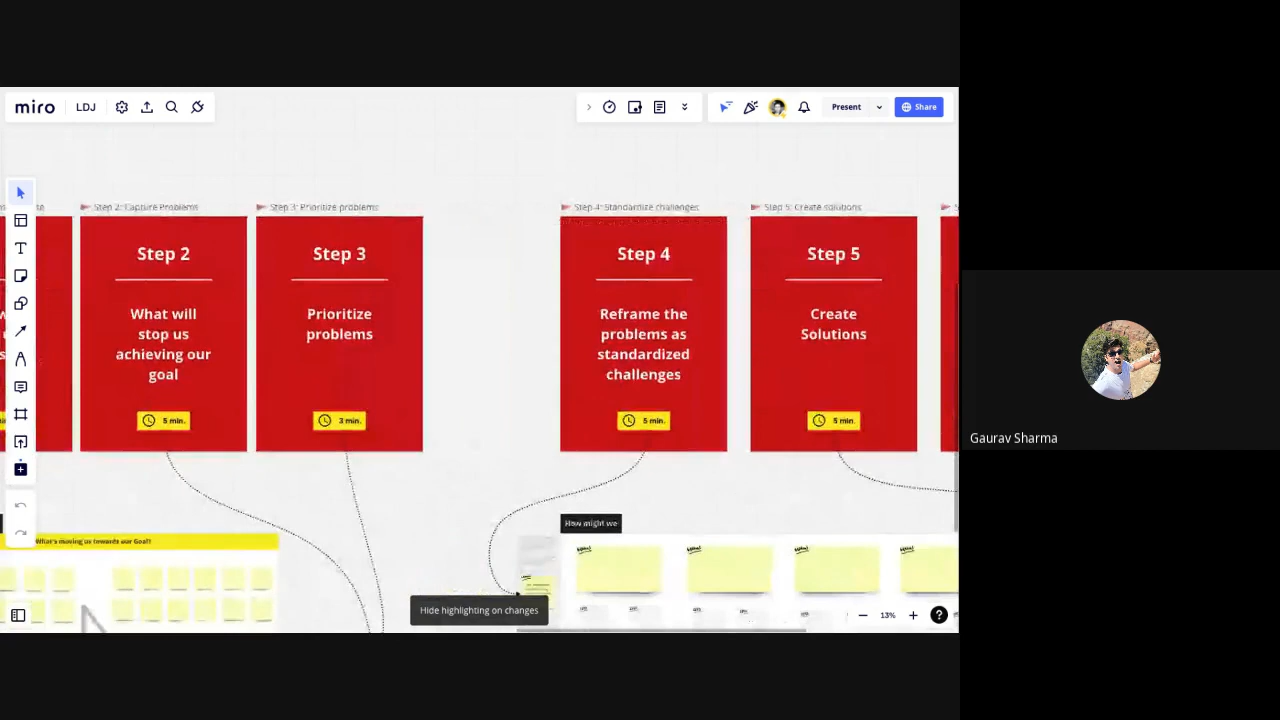 miro
LDJ
Present
Share
Step 2: Capture Problems
Step 3: Prioritize problems
Step 4: Standardize challenges
Step 5: Create solutions
Step 2
What will
stop us
achieving our
goal
5 min.
Step 3
Prioritize
problems
3 min.
Step 4
Reframe the
problems as
standardized
challenges
5 min.
Step 5
Create
Solutions
5 min.
How might we
What's moving us towards our Goal?
Hide highlighting on changes
13%
Gaurav Sharma